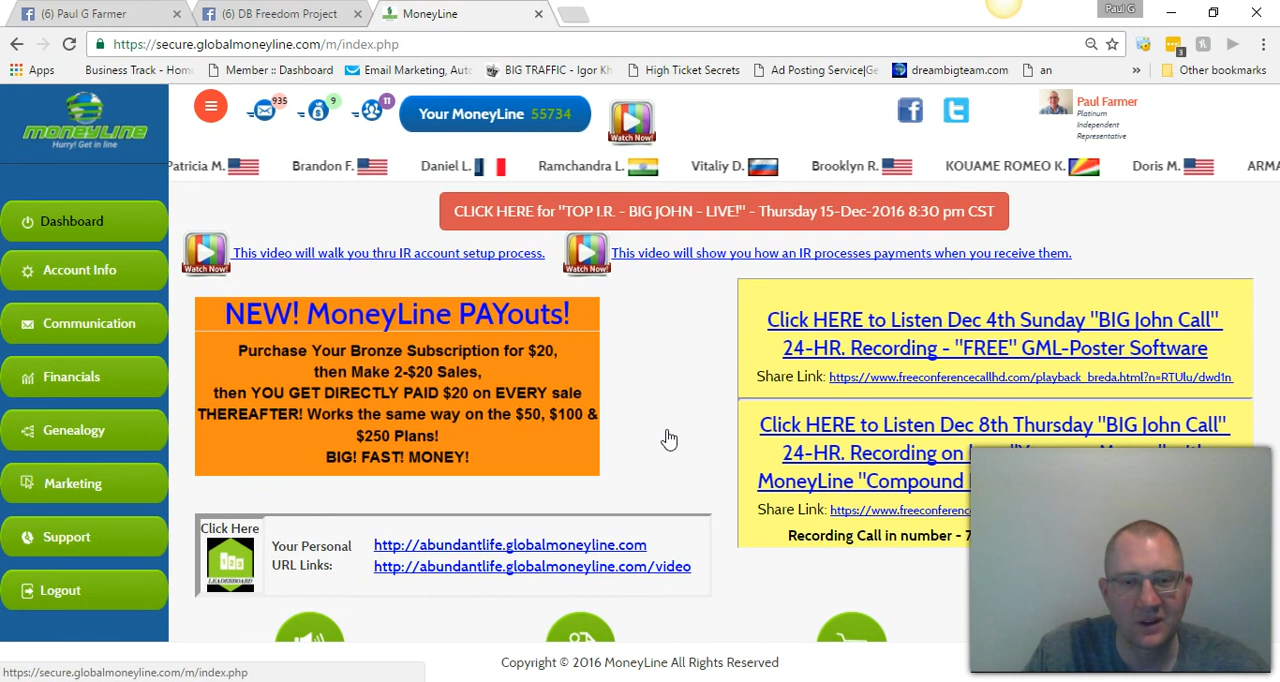 (6) Paul G Farmer
(6) DB Freedom Project
MoneyLine
Paul G
https://secure.globalmoneyline.com/m/index.php
3
Apps
Business Track - Hom
Member :: Dashboard
Email Marketing, Aut
BIG TRAFFIC - Igor Kh
High Ticket Secrets
Ad Posting Service|Ge
dreambigteam.com
an
»
Other bookmarks
MONEYLINE
Hurry! Get in line
935
9
11
Your MoneyLine 55734
Watch Now!
Paul Farmer
Platinum
Independent
Representative
Patricia M.
Brandon F.
Daniel L.
Ramchandra L.
Vitaliy D.
Brooklyn R.
KOUAME ROMEO K.
Doris M.
ARMA
Dashboard
Account Info
Communication
Financials
Genealogy
Marketing
Support
Logout
CLICK HERE for "TOP I.R. - BIG JOHN - LIVE!" - Thursday 15-Dec-2016 8:30 pm CST
Watch Now!
This video will walk you thru IR account setup process.
Watch Now!
This video will show you how an IR processes payments when you receive them.
NEW! MoneyLine PAYouts!
Purchase Your Bronze Subscription for $20,
then Make 2-$20 Sales,
then YOU GET DIRECTLY PAID $20 on EVERY sale
THEREAFTER! Works the same way on the $50, $100 &
$250 Plans!
BIG! FAST! MONEY!
Click HERE to Listen Dec 4th Sunday "BIG John Call"
24-HR. Recording - "FREE" GML-Poster Software
Share Link: https://www.freeconferencecallhd.com/playback_breda.html?n=RTUlu/dwd1n
Click HERE to Listen Dec 8th Thursday "BIG John Call"
24-HR. Recording on
MoneyLine "Compound
Share Link: https://www.freeconference
Recording Call in number - 7
Click Here
LEADERBOARD
Your Personal
URL Links:
http://abundantlife.globalmoneyline.com
http://abundantlife.globalmoneyline.com/video
Copyright © 2016 MoneyLine All Rights Reserved
https://secure.globalmoneyline.com/m/index.php